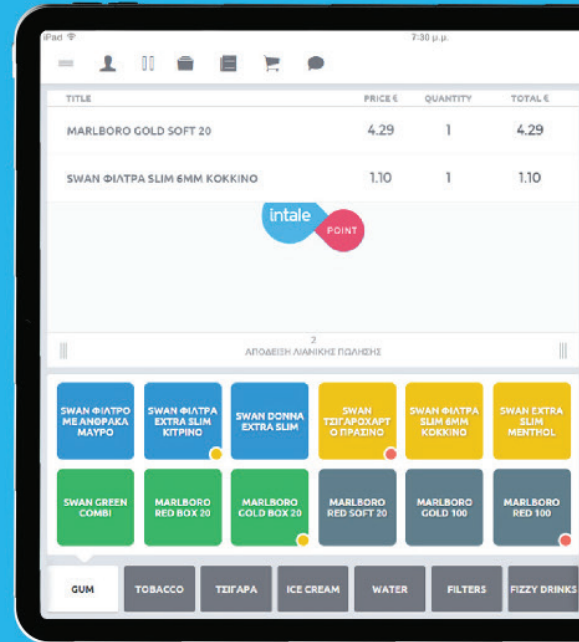 iPad 7:30 μ.μ.
TITLE PRICE € QUANTITY TOTAL €
MARLBORO GOLD SOFT 20 4.29 1 4.29
SWAN ΦΙΛΤΡΑ SLIM 6MM ΚΟΚΚΙΝΟ 1.10 1 1.10
intale
POINT
2
ΑΠΟΔΕΙΞΗ ΛΙΑΝΙΚΗΣ ΠΩΛΗΣΗΣ
SWAN ΦΙΛΤΡΟ
ΜΕ ΑΝΘΡΑΚΑ
ΜΑΥΡΟ
SWAN ΦΙΛΤΡΑ
EXTRA SLIM
ΚΙΤΡΙΝΟ
SWAN DONNA
EXTRA SLIM
SWAN
ΤΣΙΓΑΡΟΧΑΡΤ
Ο ΠΡΑΣΙΝΟ
SWAN ΦΙΛΤΡΑ
SLIM 6MM
ΚΟΚΚΙΝΟ
SWAN EXTRA
SLIM
MENTHOL
SWAN GREEN
COMBI
MARLBORO
RED BOX 20
MARLBORO
GOLD BOX 20
MARLBORO
RED SOFT 20
MARLBORO
GOLD 100
MARLBORO
RED 100
GUM TOBACCO ΤΣΙΓΑΡΑ ICE CREAM WATER FILTERS FIZZY DRINKS